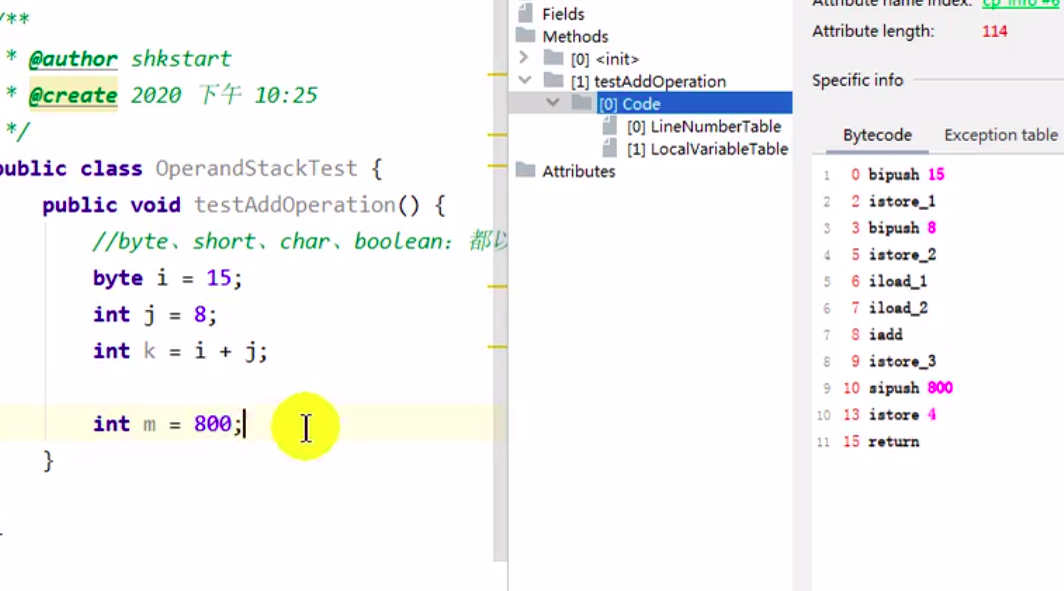 /**
* @author shkstart
* @create 2020 下午 10:25
*/
public class OperandStackTest {
public void testAddOperation() {
//byte、short、char、boolean: 都以
byte i = 15;
int j = 8;
int k = i + j;
int m = 800;
}
Fields
Methods
[0] <init>
[1] testAddOperation
[0] Code
[0] LineNumberTable
[1] LocalVariableTable
Attributes
Attribute name index: cp_info #6
Attribute length: 114
Specific info
Bytecode Exception table
1 0 bipush 15
2 2 istore_1
3 3 bipush 8
4 5 istore_2
5 6 iload_1
6 7 iload_2
7 8 iadd
8 9 istore_3
9 10 sipush 800
10 13 istore 4
11 15 return